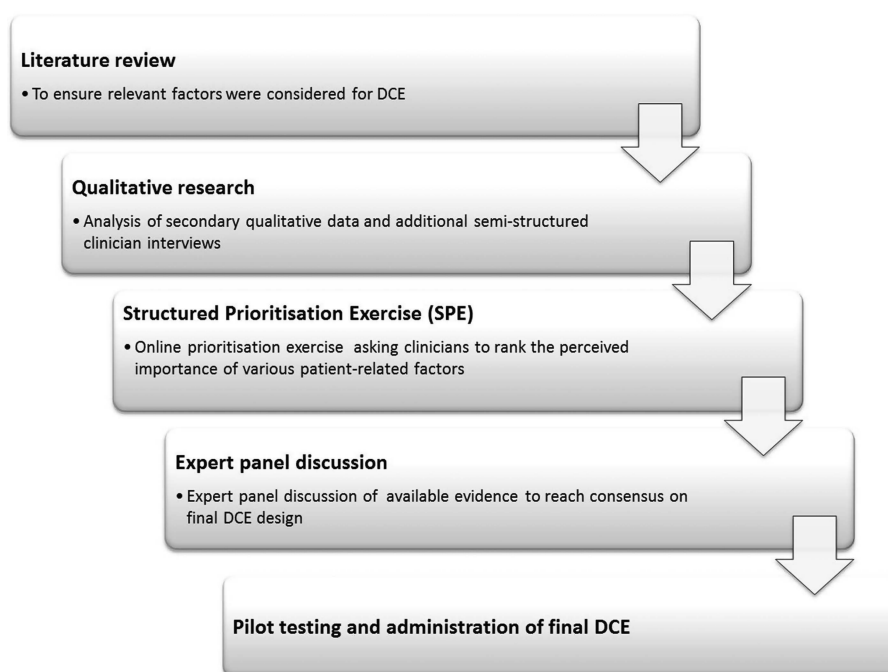 Literature review
• To ensure relevant factors were considered for DCE
Qualitative research
• Analysis of secondary qualitative data and additional semi-structured
clinician interviews
Structured Prioritisation Exercise (SPE)
• Online prioritisation exercise asking clinicians to rank the perceived
importance of various patient-related factors
Expert panel discussion
• Expert panel discussion of available evidence to reach consensus on
final DCE design
Pilot testing and administration of final DCE